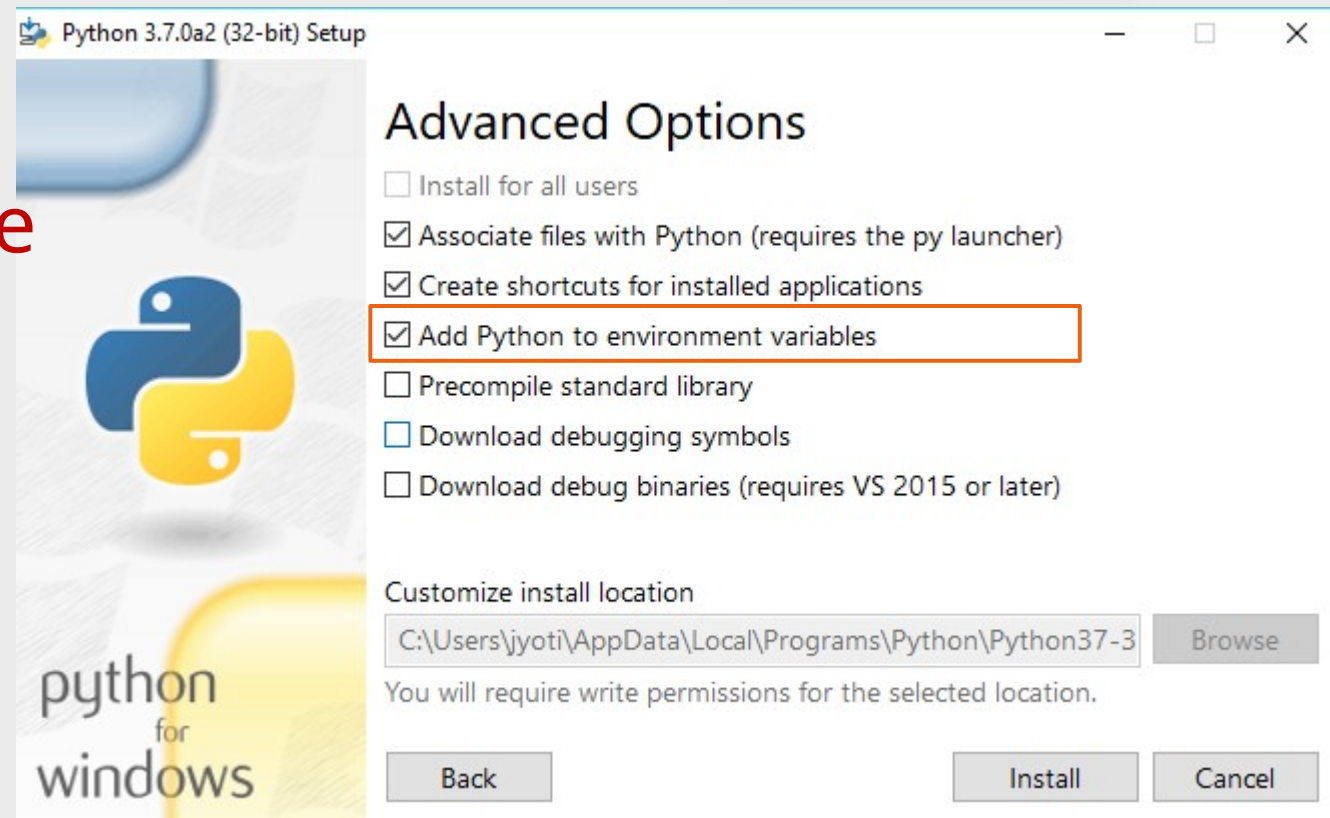 Python 3.7.0a2 (32-bit) Setup
Advanced Options
Install for all users
e
Associate files with Python (requires the py launcher)
Create shortcuts for installed applications
Add Python to environment variables
Precompile standard library
Download debugging symbols
Download debug binaries (requires VS 2015 or later)
Customize install location
C:\Users\jyoti\AppData\Local\Programs\Python\Python37-3
Browse
You will require write permissions for the selected location.
python
for
windows
Back
Install
Cancel